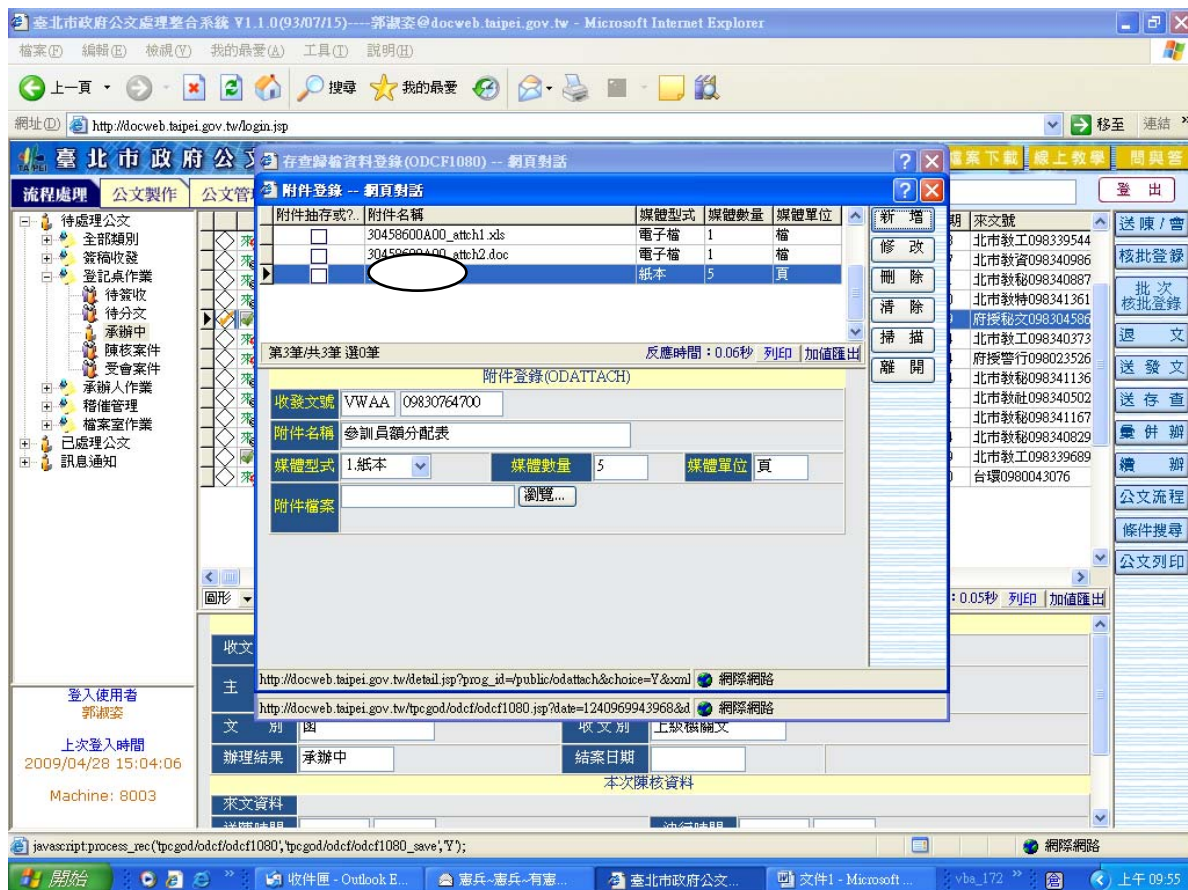 臺北市政府公文處理整合系統 V1.1.0(93/07/15)----郭淑姿@docweb.taipei.gov.tw - Microsoft Internet Explorer
檔案(F) 編輯(E) 檢視(V) 我的最愛(A) 工具(T) 說明(H)
上一頁 搜尋 我的最愛
網址(D) http://docweb.taipei.gov.tw/login.jsp 移至 連結 »
臺北市政府公文
檔案下載 線上教學 問與答
流程處理 公文製作 公文管
登 出
存查歸檔資料登錄(ODCF1080) -- 網頁對話
附件登錄 -- 網頁對話
附件抽存或?.. 附件名稱 媒體型式 媒體數量 媒體單位
30458600A00_attch1.xls 電子檔 1 檔
30458600A00_attch2.doc 電子檔 1 檔
紙本 5 頁
第3筆/共3筆 選0筆 反應時間：0.06秒 列印 加值匯出
新 增
修 改
刪 除
清 除
掃 描
離 開
附件登錄(ODATTACH)
收發文號 VWAA 09830764700
附件名稱 參訓員額分配表
媒體型式 1.紙本 媒體數量 5 媒體單位 頁
附件檔案 瀏覽...
http://docweb.taipei.gov.tw/detail.jsp?prog_id=/public/odattach&choice=Y&xml 網際網路
http://docweb.taipei.gov.tw/tpcgod/odcf/odcf1080.jsp?date=1240969943968&d 網際網路
待處理公文
全部類別
簽稿收發
登記桌作業
待簽收
待分文
承辦中
陳核案件
受會案件
承辦人作業
稽催管理
檔案室作業
已處理公文
訊息通知
期 來文號
北市教工098339544
北市教資098340986
北市教秘098340887
北市教特098341361
府授秘文098304586
北市教工098340373
府授警行098023526
北市教秘098341136
北市教社098340502
北市教秘098341167
北市教秘098340829
北市教工098339689
台環0980043076
送陳/會
核批登錄
批次
核批登錄
退 文
送 發 文
送 存 查
彙 併 辦
續 辦
公文流程
條件搜尋
公文列印
圖形
：0.05秒 列印 加值匯出
收文
主
文 別 函 收文別 上級機關文
辦理結果 承辦中 結案日期
本次陳核資料
來文資料
登入使用者
郭淑姿
上次登入時間
2009/04/28 15:04:06
Machine: 8003
javascript:process_rec('tpcgod/odcf/odcf1080','tpcgod/odcf/odcf1080_save','Y'); 網際網路
開始 收件匣 - Outlook E... 憲兵~憲兵~有憲... 臺北市政府公文... 文件1 - Microsoft ... vba_172 » 倉 上午 09:55